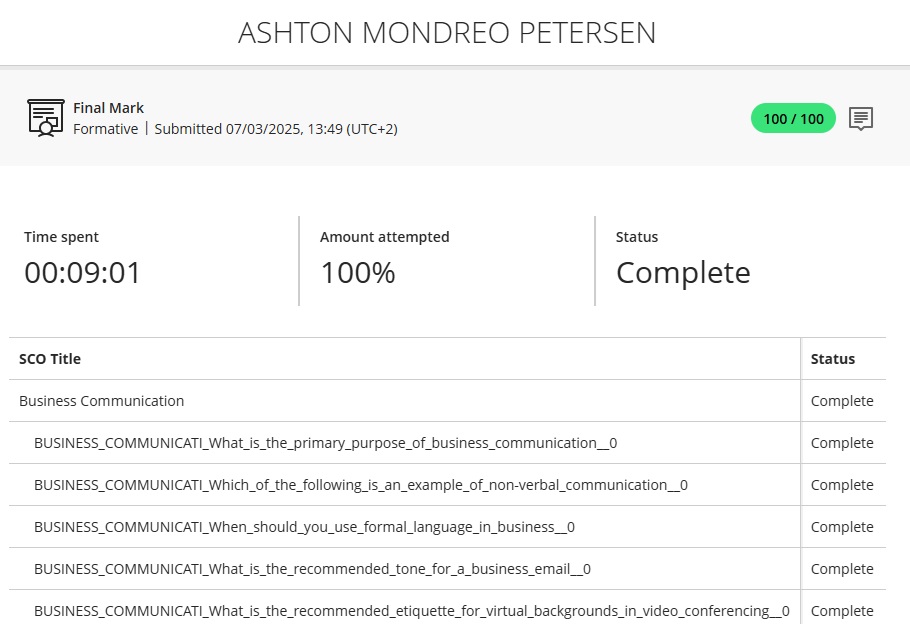 ASHTON MONDREO PETERSEN
Final Mark
Formative | Submitted 07/03/2025, 13:49 (UTC+2)
100 / 100
Time spent
00:09:01
Amount attempted
100%
Status
Complete
SCO Title Status
Business Communication Complete
BUSINESS_COMMUNICATI_What_is_the_primary_purpose_of_business_communication__0 Complete
BUSINESS_COMMUNICATI_Which_of_the_following_is_an_example_of_non-verbal_communication__0 Complete
BUSINESS_COMMUNICATI_When_should_you_use_formal_language_in_business__0 Complete
BUSINESS_COMMUNICATI_What_is_the_recommended_tone_for_a_business_email__0 Complete
BUSINESS_COMMUNICATI_What_is_the_recommended_etiquette_for_virtual_backgrounds_in_video_conferencing__0 Complete